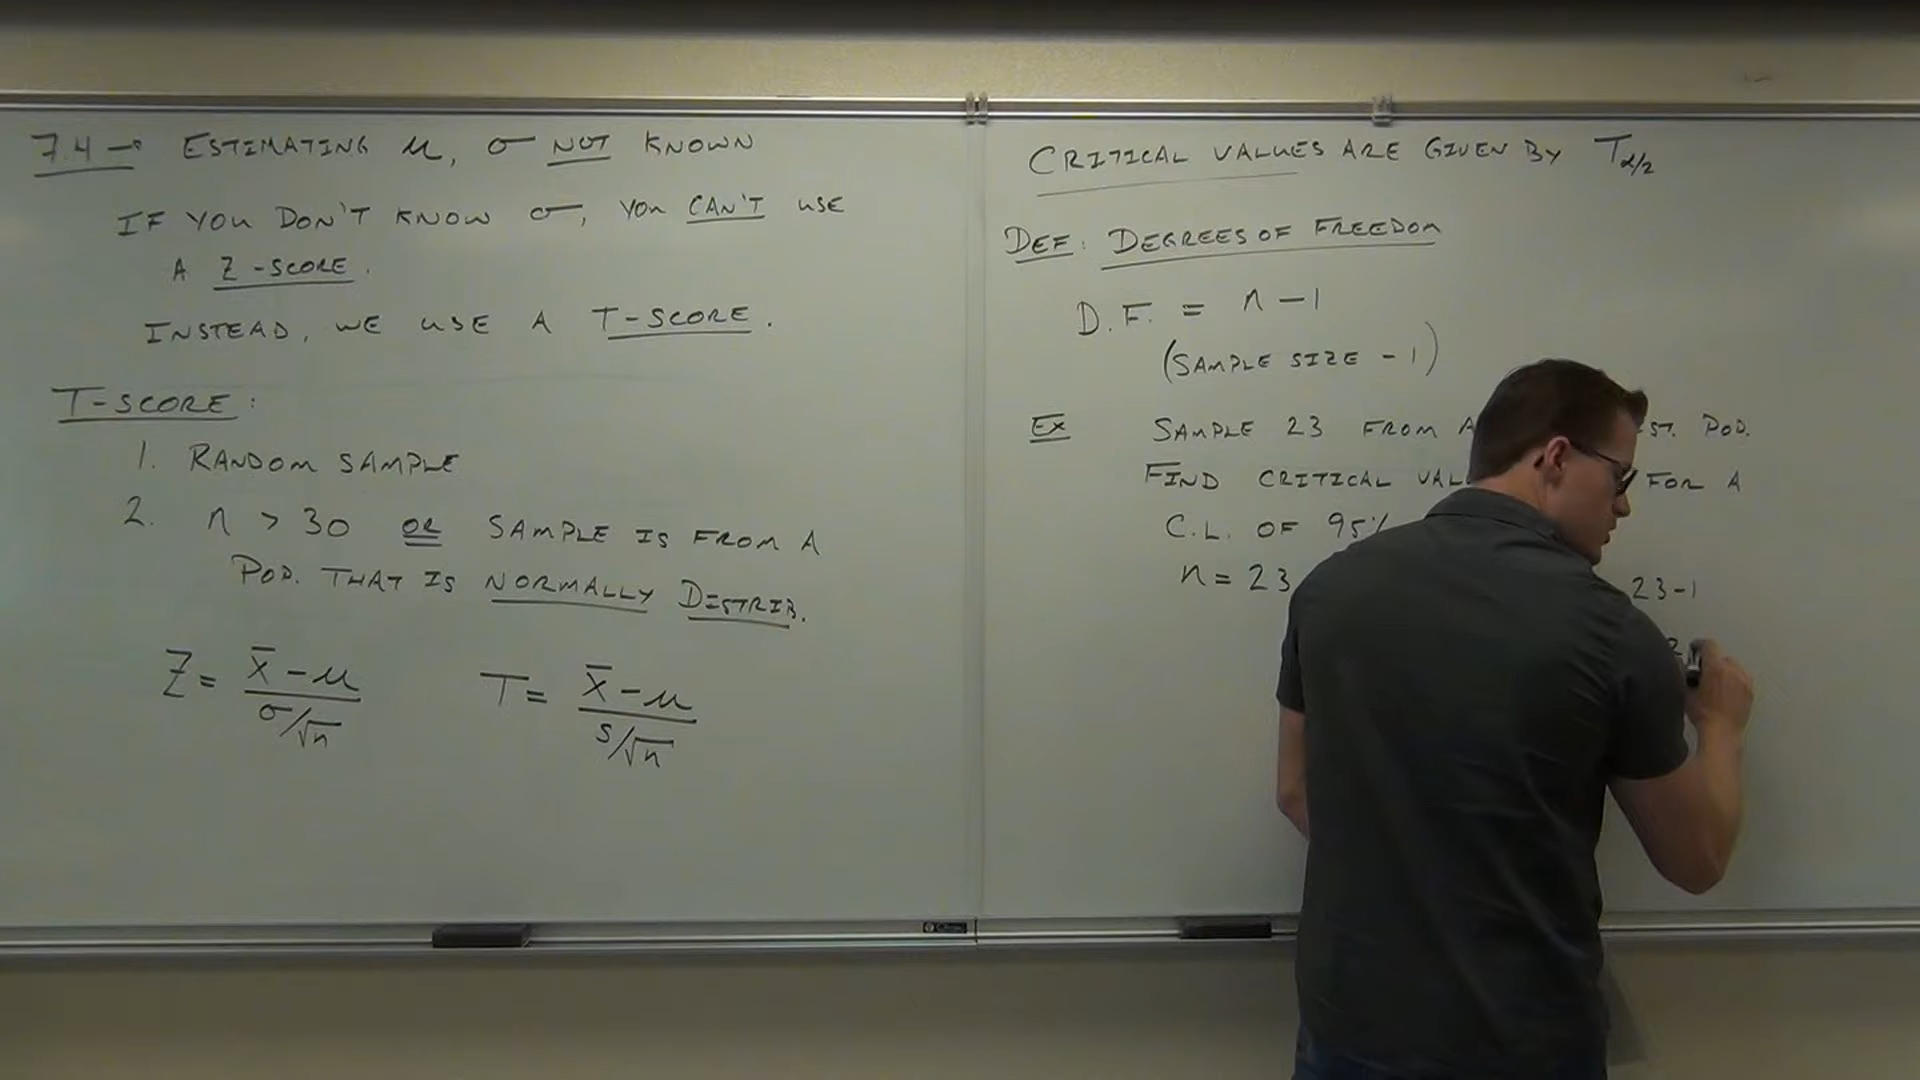 7.4 → ESTIMATING μ, σ NOT KNOWN
IF YOU DON'T KNOW σ, YOU CAN'T USE
A Z-SCORE.
INSTEAD, WE USE A T-SCORE.
T-SCORE:
1. RANDOM SAMPLE
2. n > 30 OR SAMPLE IS FROM A
POP. THAT IS NORMALLY DISTRIB.
Z = (x̄ - μ) / (σ/√n) T = (x̄ - μ) / (s/√n)
CRITICAL VALUES ARE GIVEN BY Tα/2
DEF: DEGREES OF FREEDOM
D.F. = n - 1
(SAMPLE SIZE - 1)
EX SAMPLE 23 FROM A ST. POP.
FIND CRITICAL VAL FOR A
C.L. OF 95%
n = 23 23-1
2